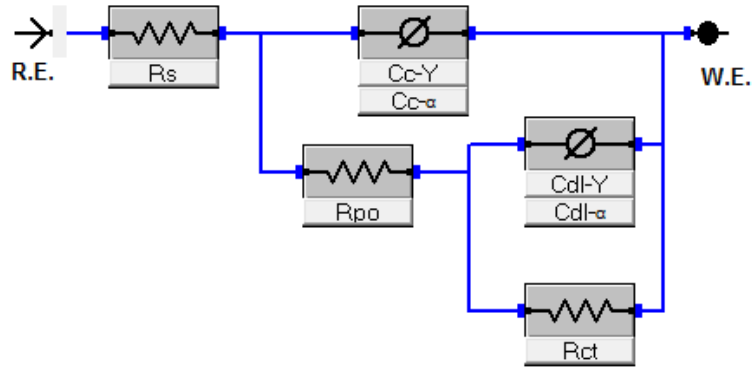 R.E.
Rs
Cc-Y
Cc-α
W.E.
Rpo
Cdl-Y
Cdl-α
Rct